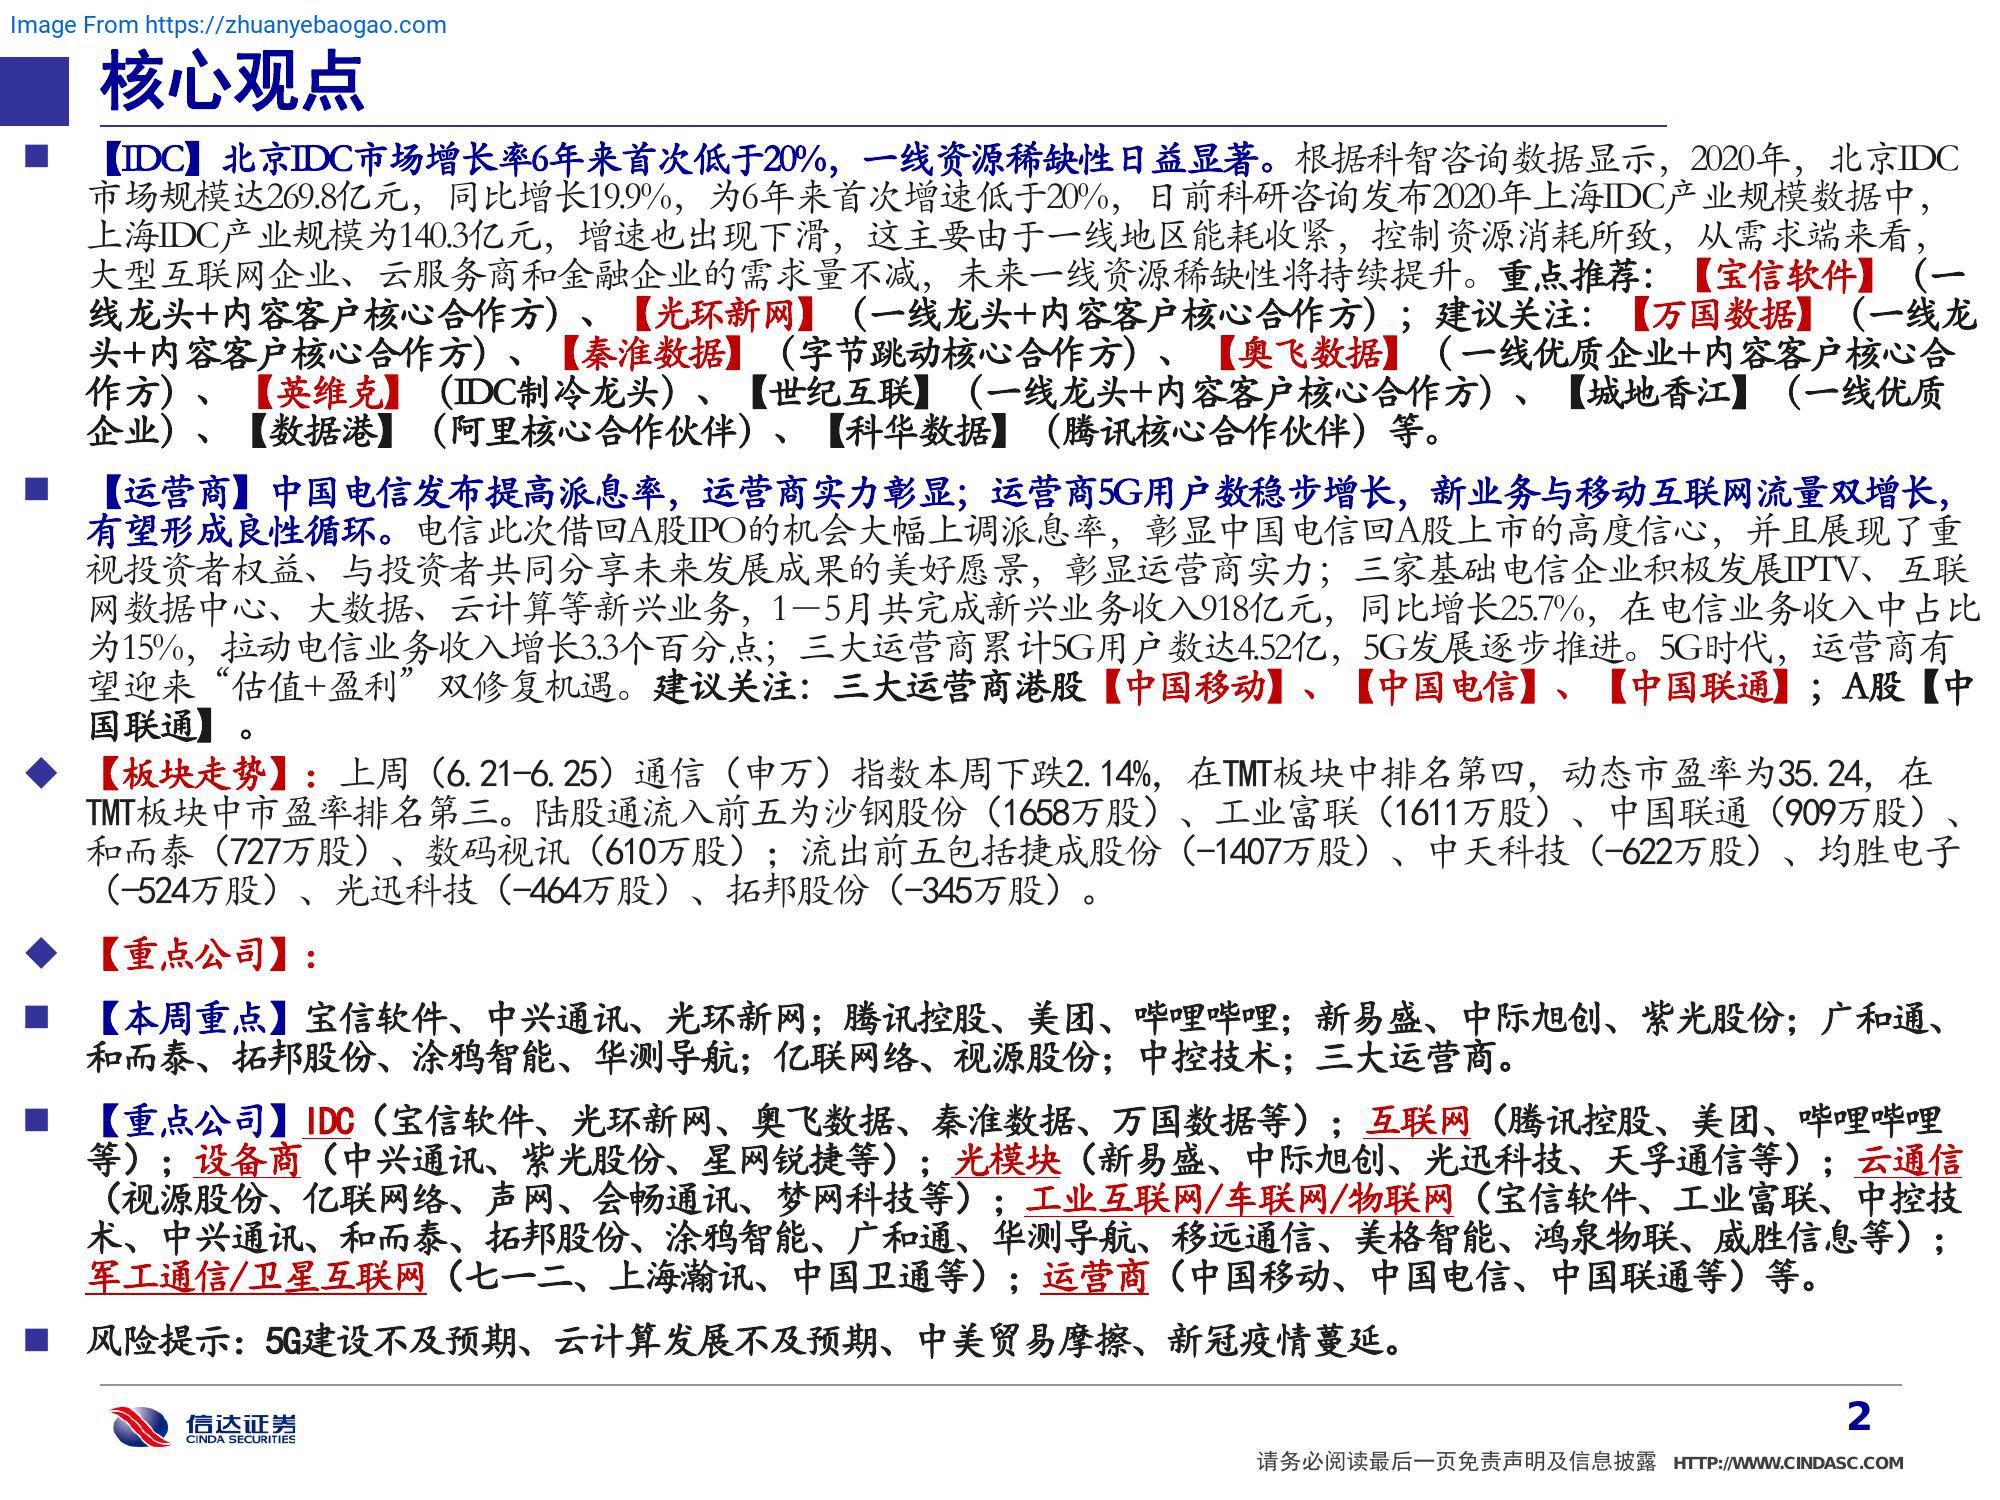 Image From https://zhuanyebaogao.com
核心观点
【IDC】北京IDC市场增长率6年来首次低于20%，一线资源稀缺性日益显著。根据科智咨询数据显示，2020年，北京IDC
市场规模达269.8亿元，同比增长19.9%，为6年来首次增速低于20%，日前科研咨询发布2020年上海IDC产业规模数据中，
上海IDC产业规模为140.3亿元，增速也出现下滑，这主要由于一线地区能耗收紧，控制资源消耗所致，从需求端来看，
大型互联网企业、云服务商和金融企业的需求量不减，未来一线资源稀缺性将持续提升。重点推荐：【宝信软件】（一
线龙头+内容客户核心合作方）、【光环新网】（一线龙头+内容客户核心合作方）；建议关注：【万国数据】（一线龙
头+内容客户核心合作方）、【秦淮数据】（字节跳动核心合作方）、【奥飞数据】（一线优质企业+内容客户核心合
作方）、【英维克】（IDC制冷龙头）、【世纪互联】（一线龙头+内容客户核心合作方）、【城地香江】（一线优质
企业）、【数据港】（阿里核心合作伙伴）、【科华数据】（腾讯核心合作伙伴）等。
【运营商】中国电信发布提高派息率，运营商实力彰显；运营商5G用户数稳步增长，新业务与移动互联网流量双增长，
有望形成良性循环。电信此次借回A股IPO的机会大幅上调派息率，彰显中国电信回A股上市的高度信心，并且展现了重
视投资者权益、与投资者共同分享未来发展成果的美好愿景，彰显运营商实力；三家基础电信企业积极发展IPTV、互联
网数据中心、大数据、云计算等新兴业务，1－5月共完成新兴业务收入918亿元，同比增长25.7%，在电信业务收入中占比
为15%，拉动电信业务收入增长3.3个百分点；三大运营商累计5G用户数达4.52亿，5G发展逐步推进。5G时代，运营商有
望迎来“估值+盈利”双修复机遇。建议关注：三大运营商港股【中国移动】、【中国电信】、【中国联通】；A股【中
国联通】。
【板块走势】：上周（6.21-6.25）通信（申万）指数本周下跌2.14%，在TMT板块中排名第四，动态市盈率为35.24，在
TMT板块中市盈率排名第三。陆股通流入前五为沙钢股份（1658万股）、工业富联（1611万股）、中国联通（909万股）、
和而泰（727万股）、数码视讯（610万股）；流出前五包括捷成股份（-1407万股）、中天科技（-622万股）、均胜电子
（-524万股）、光迅科技（-464万股）、拓邦股份（-345万股）。
【重点公司】：
【本周重点】宝信软件、中兴通讯、光环新网；腾讯控股、美团、哔哩哔哩；新易盛、中际旭创、紫光股份；广和通、
和而泰、拓邦股份、涂鸦智能、华测导航；亿联网络、视源股份；中控技术；三大运营商。
【重点公司】IDC（宝信软件、光环新网、奥飞数据、秦淮数据、万国数据等）；互联网（腾讯控股、美团、哔哩哔哩
等）；设备商（中兴通讯、紫光股份、星网锐捷等）；光模块（新易盛、中际旭创、光迅科技、天孚通信等）；云通信
（视源股份、亿联网络、声网、会畅通讯、梦网科技等）；工业互联网/车联网/物联网（宝信软件、工业富联、中控技
术、中兴通讯、和而泰、拓邦股份、涂鸦智能、广和通、华测导航、移远通信、美格智能、鸿泉物联、威胜信息等）；
军工通信/卫星互联网（七一二、上海瀚讯、中国卫通等）；运营商（中国移动、中国电信、中国联通等）等。
风险提示：5G建设不及预期、云计算发展不及预期、中美贸易摩擦、新冠疫情蔓延。
信达证券
CINDA SECURITIES
2
请务必阅读最后一页免责声明及信息披露 HTTP://WWW.CINDASC.COM